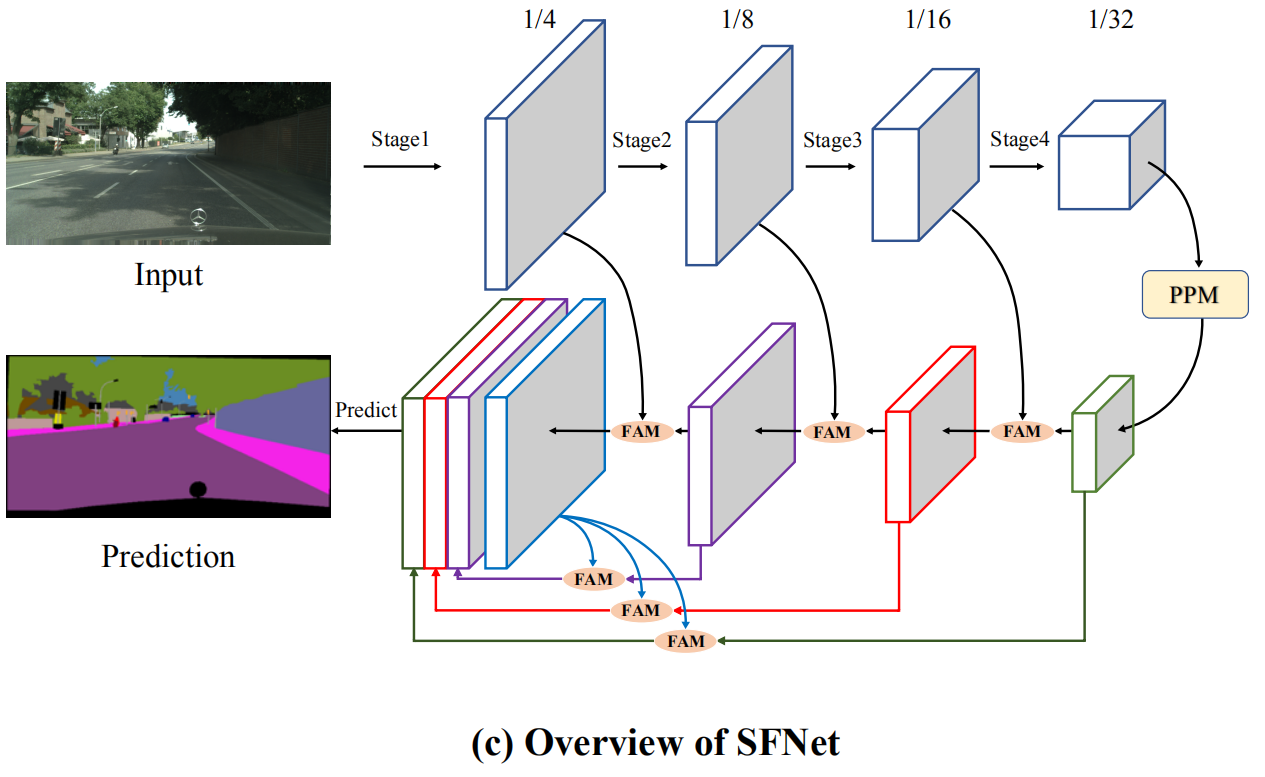 1/4 1/8 1/16 1/32
Stage1 Stage2 Stage3 Stage4
Input
PPM
Predict FAM FAM FAM
Prediction
FAM
FAM
FAM
(c) Overview of SFNet